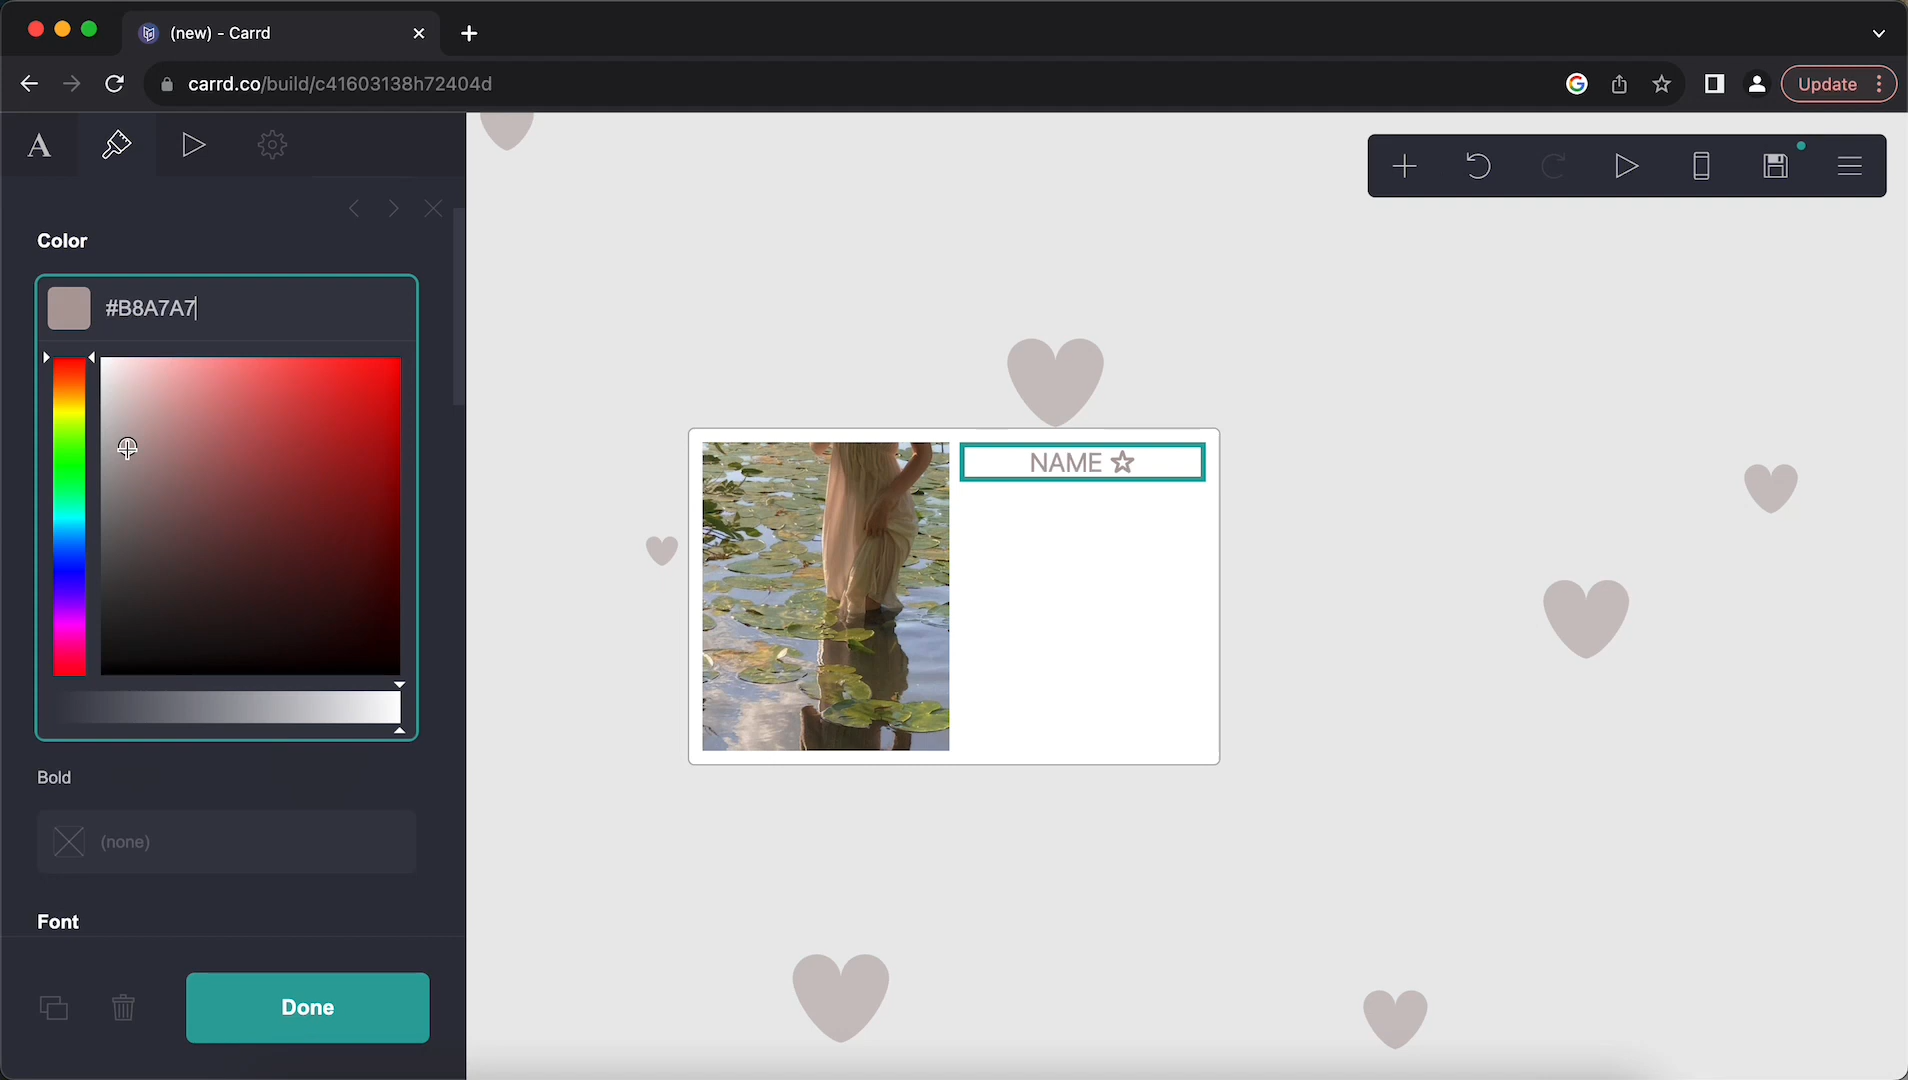 (new) - Carrd
carrd.co/build/c41603138h72404d
Update
A
Color
#B8A7A7
NAME ☆
Bold
(none)
Font
Done